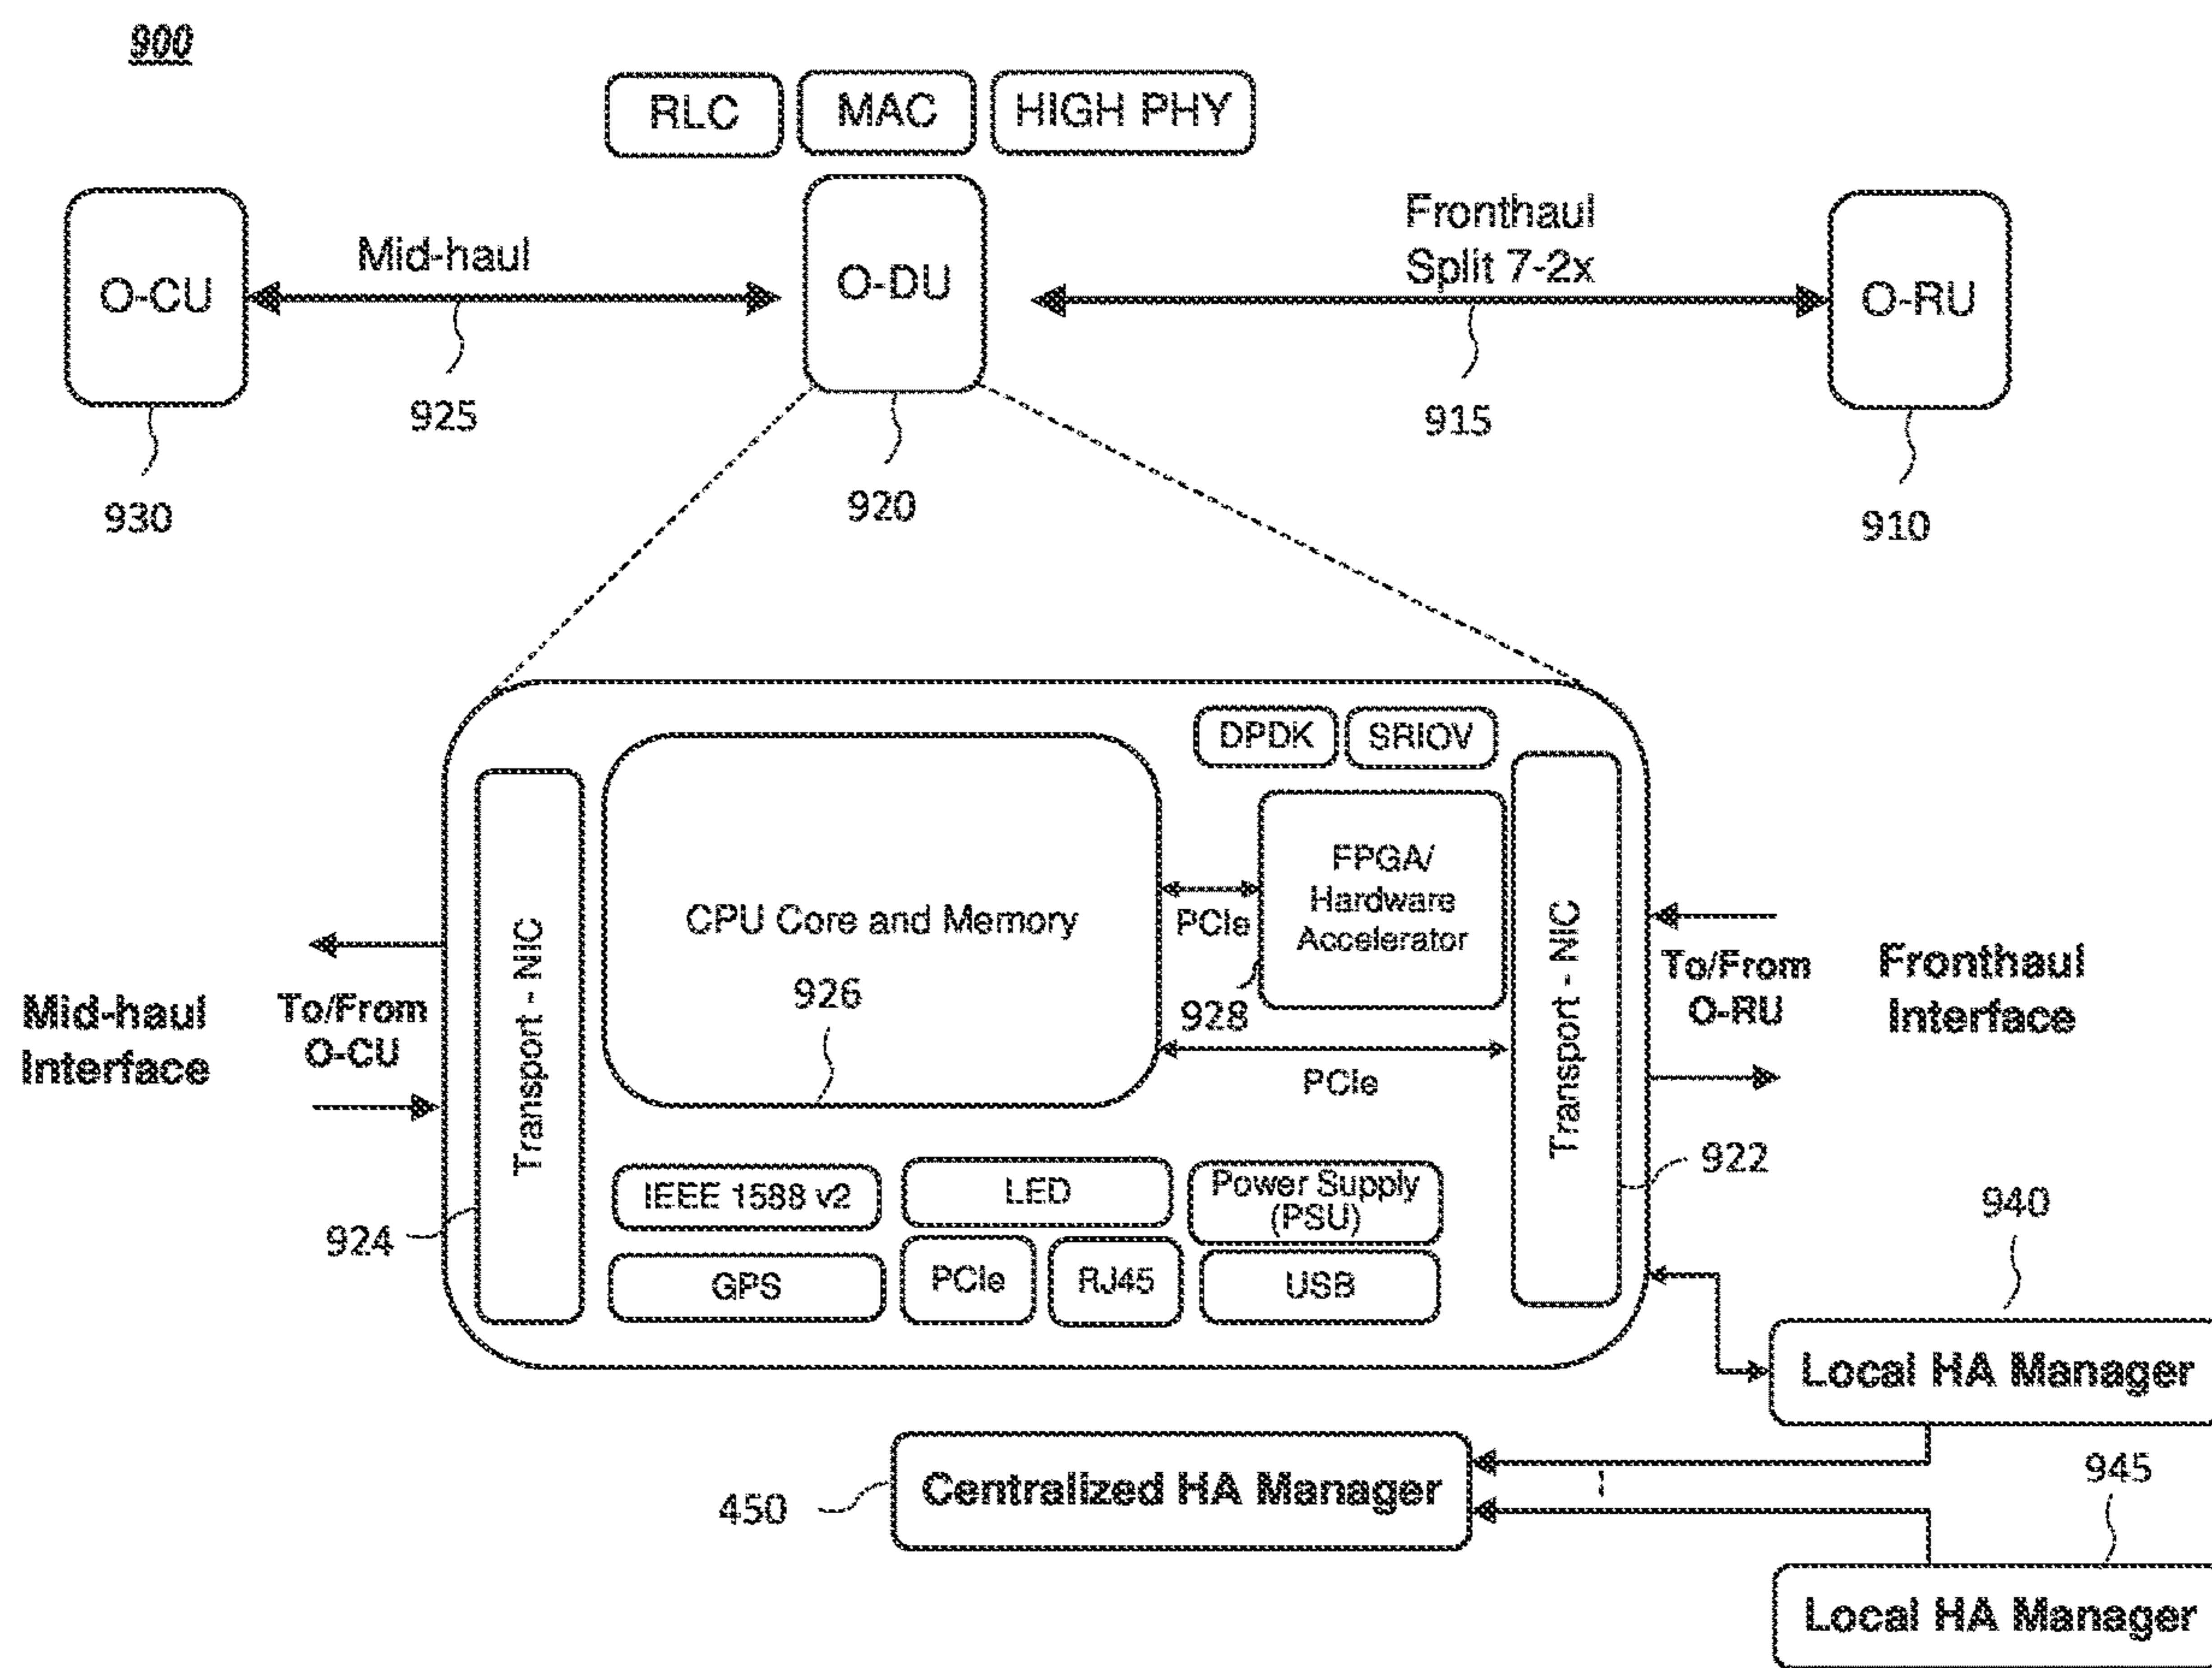 900
RLC
MAC
HIGH PHY
O-CU
Mid-haul
O-DU
Fronthaul
Split 7-2x
O-RU
925
915
930
920
910
DPDK
SRIOV
CPU Core and Memory
926
PCIe
FPGA/
Hardware
Accelerator
928
PCIe
Transport - NIC
Transport - NIC
Mid-haul
Interface
To/From
O-CU
To/From
O-RU
Fronthaul
Interface
922
924
IEEE 1588 v2
LED
Power Supply
(PSU)
GPS
PCIe
RJ45
USB
940
Local HA Manager
Centralized HA Manager
450
945
Local HA Manager